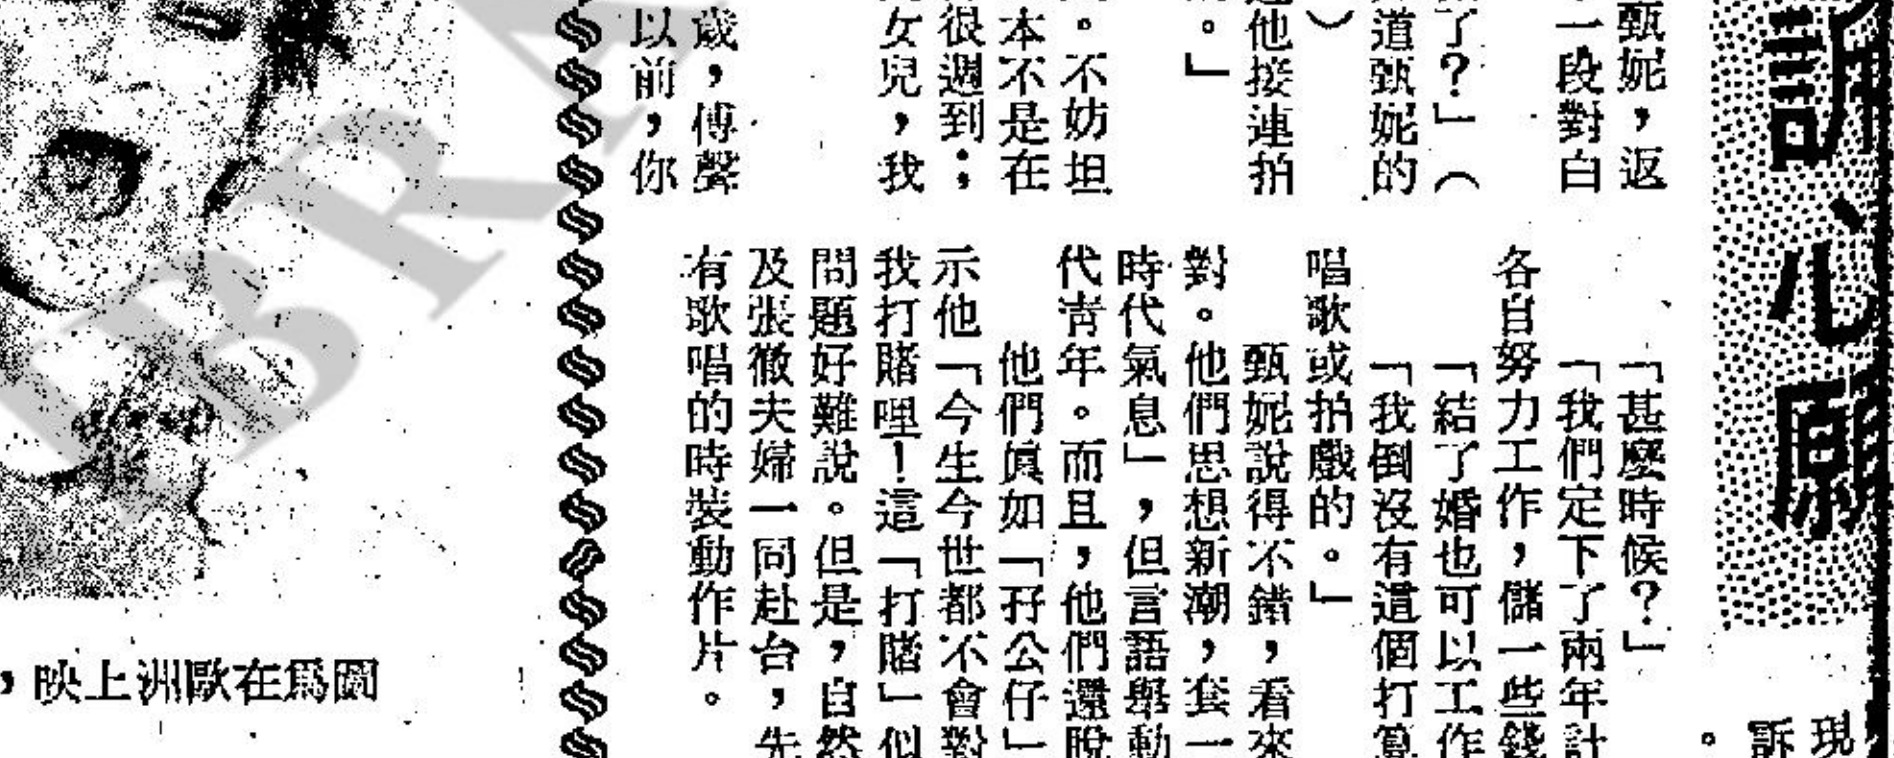 訴心願
甄妮，返
一段對白
了？」（
道甄妮的
）
他接連拍
。」
。不妨坦
本不是在
很週到：
女兒，我
歲，傅聲
以前，你
「甚麼時候？」
「我們定下了兩年計
各自努力工作，儲一些錢
「結了婚也可以工作
「我倒沒有這個打算
唱歌或拍戲的。」
甄妮說得不錯，看來
對。他們思想新潮，套一
時代氣息」，但言語舉動
代青年。而且，他們還脫
他們眞如「孖公仔」
示他「今生今世都不會對
我打賭哩！這「打賭」似
問題好難說。但是，自然
及張徹夫婦一同赴台，先
有歌唱的時裝動作片。
現
訴
。
圖爲在歐洲上映，
BRA